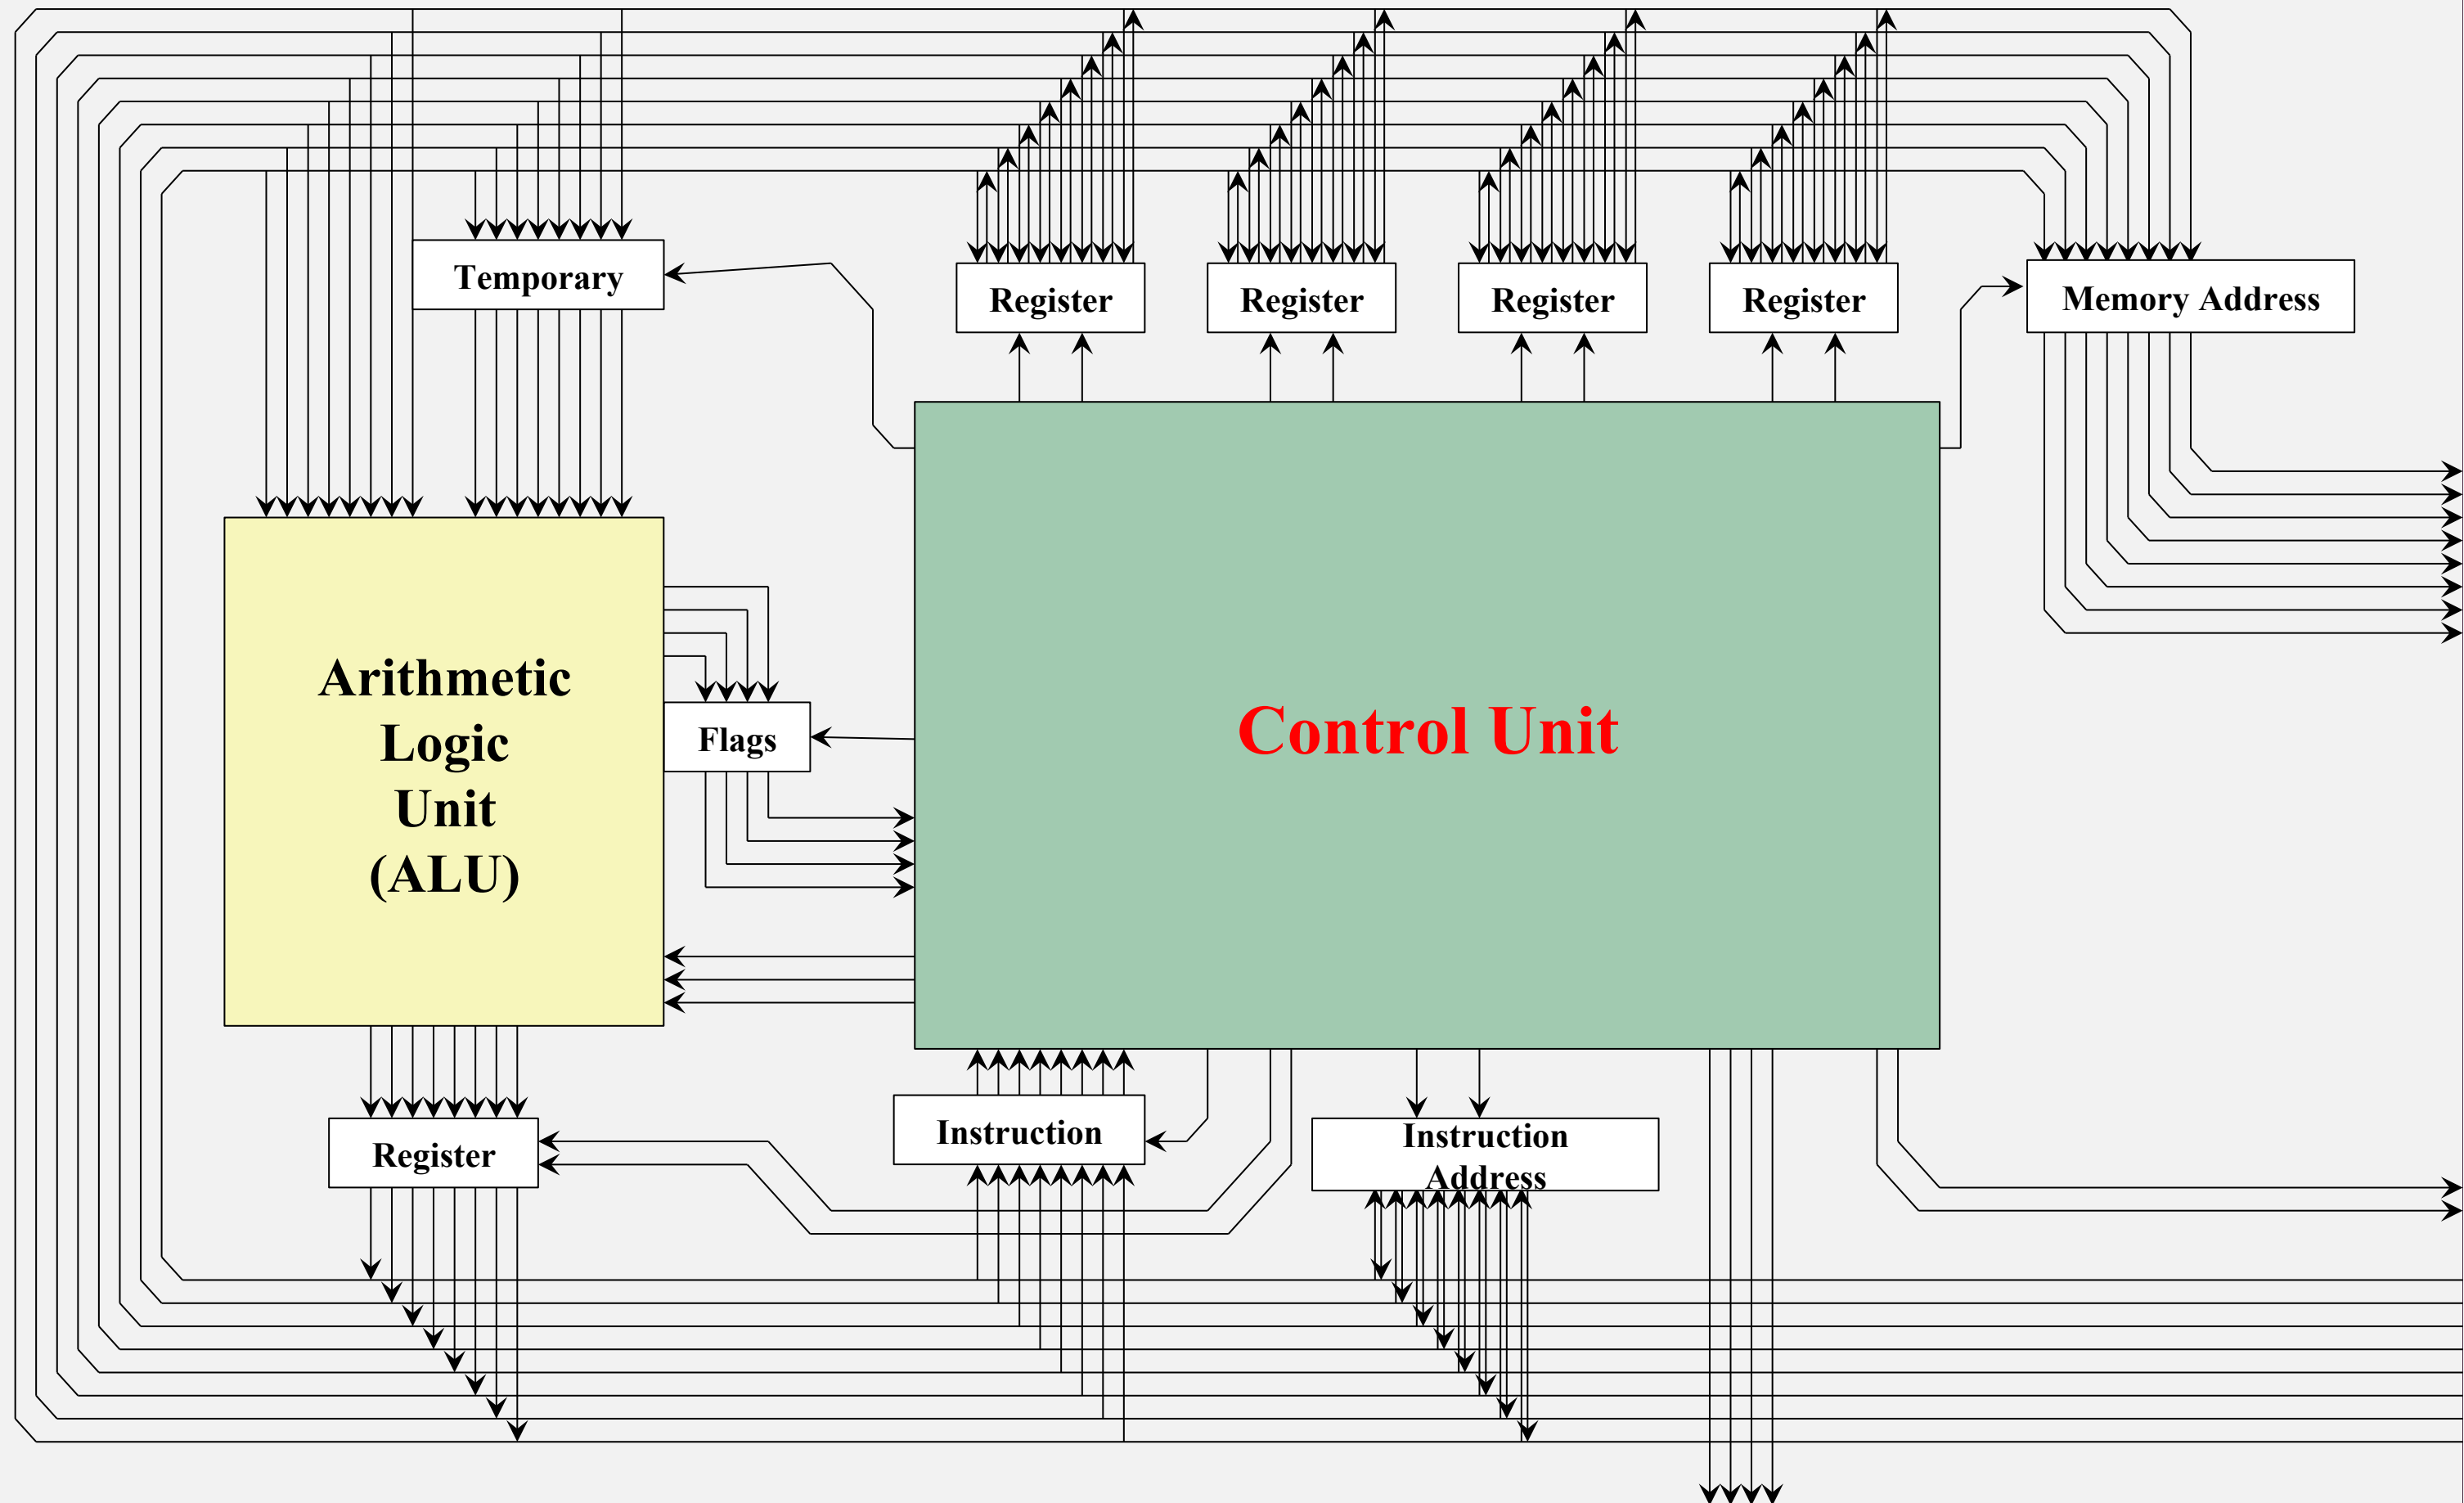 Temporary
Register
Register
Register
Register
Memory Address
Arithmetic
Logic
Unit
(ALU)
Flags
Control Unit
Register
Instruction
Instruction
Address